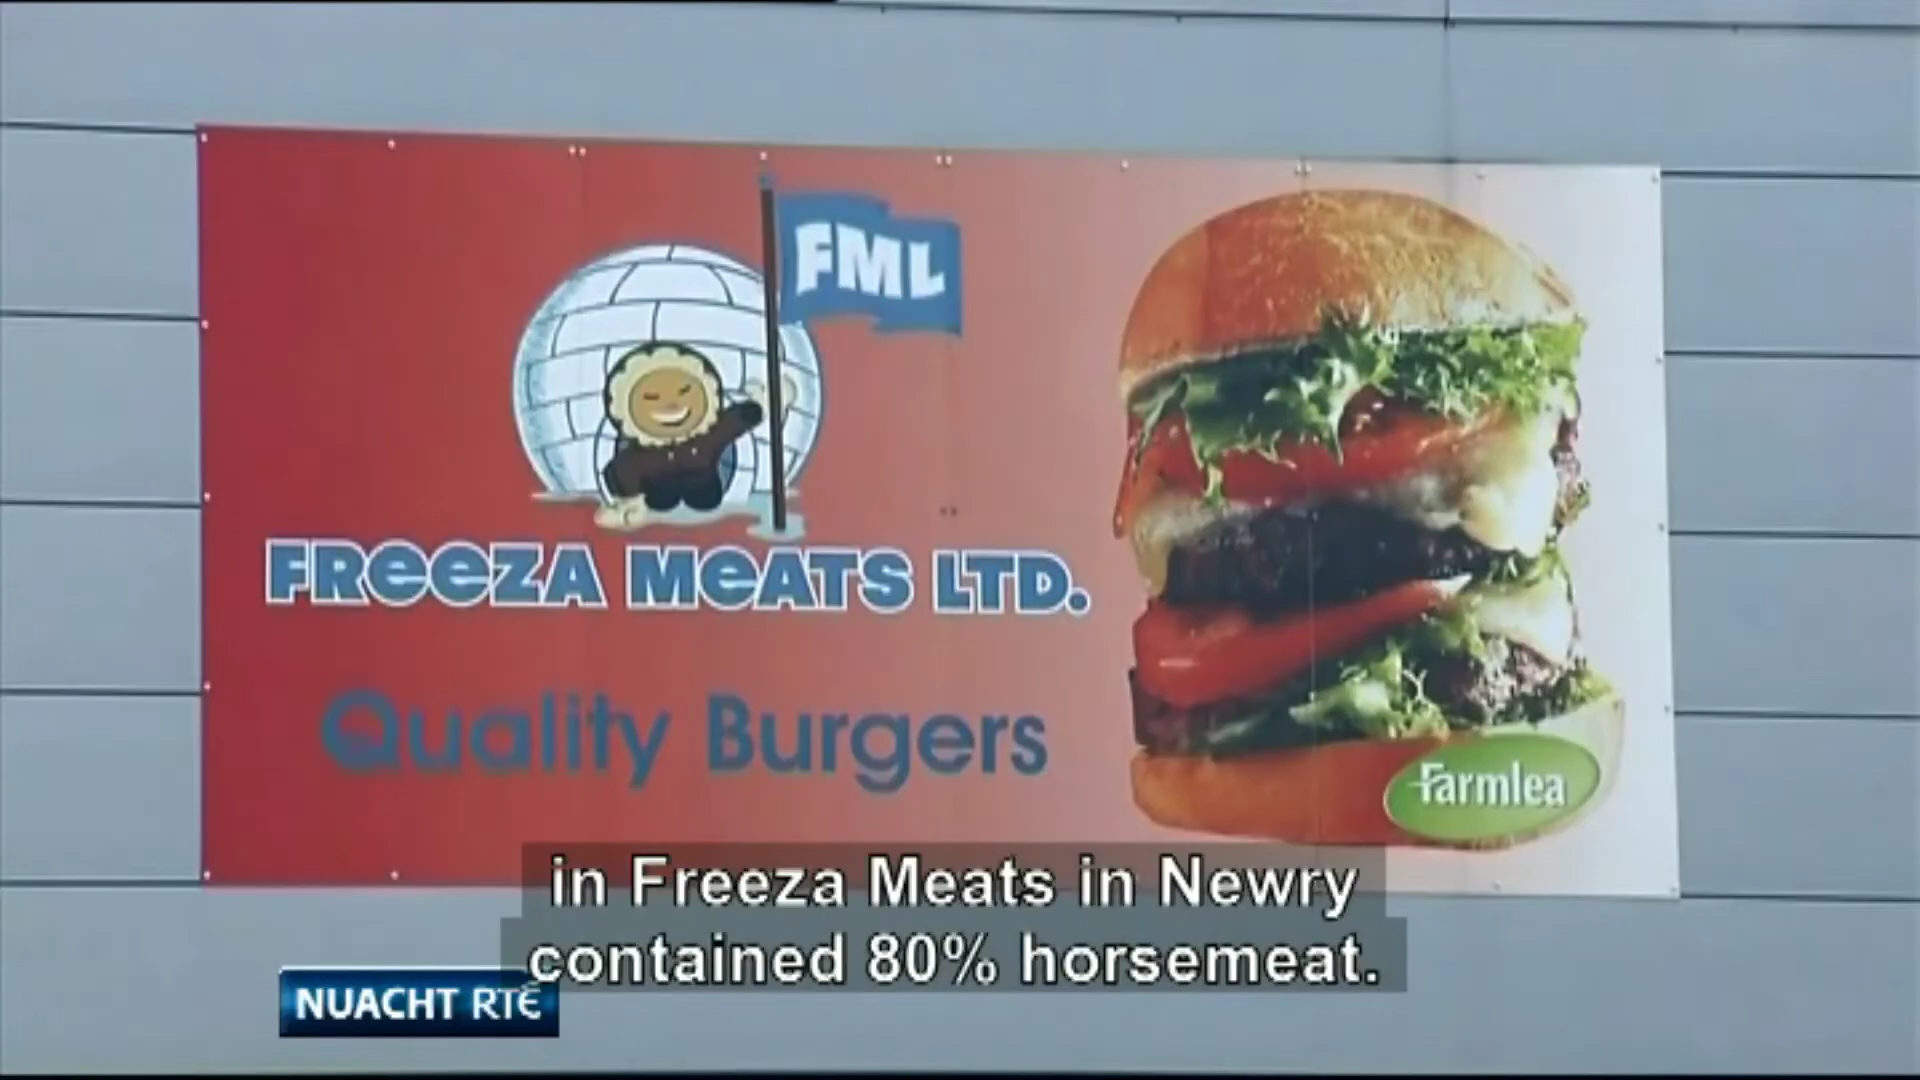 FML
FReeZA MeATS LTD.
Quality Burgers
Farmlea
in Freeza Meats in Newry
contained 80% horsemeat.
NUACHT RTÉ